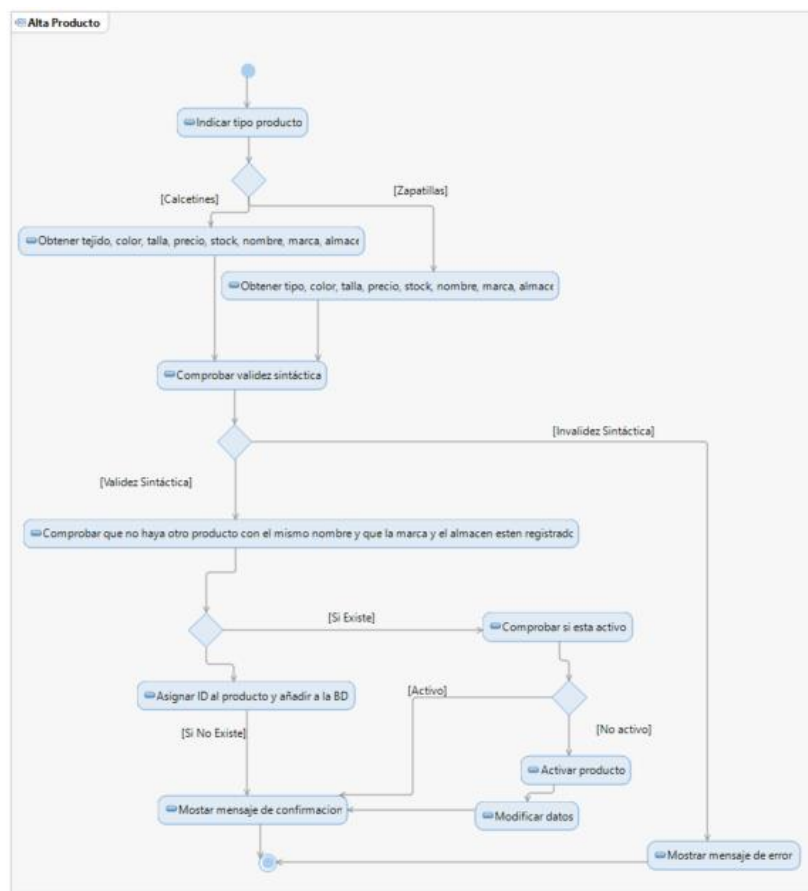 Alta Producto
Indicar tipo producto
[Calcetines]
[Zapatillas]
Obtener tejido, color, talla, precio, stock, nombre, marca, almace
Obtener tipo, color, talla, precio, stock, nombre, marca, almace
Comprobar validez sintáctica
[Invalidez Sintáctica]
[Validez Sintáctica]
Comprobar que no haya otro producto con el mismo nombre y que la marca y el almacen esten registrado
[Si Existe]
Comprobar si esta activo
Asignar ID al producto y añadir a la BD
[Activo]
[Si No Existe]
[No activo]
Activar producto
Mostar mensaje de confirmacion
Modificar datos
Mostrar mensaje de error